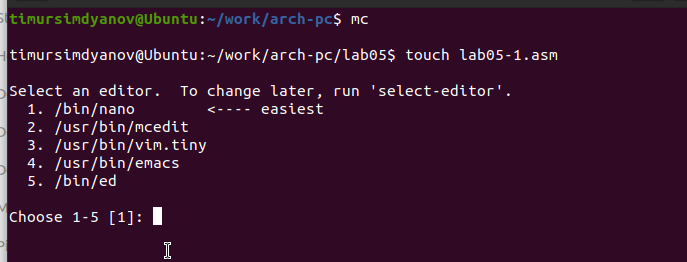 timursimdyanov@Ubuntu:~/work/arch-pc$ mc
timursimdyanov@Ubuntu:~/work/arch-pc/lab05$ touch lab05-1.asm
Select an editor.  To change later, run 'select-editor'.
  1. /bin/nano        <---- easiest
  2. /usr/bin/mcedit
  3. /usr/bin/vim.tiny
  4. /usr/bin/emacs
  5. /bin/ed
Choose 1-5 [1]: